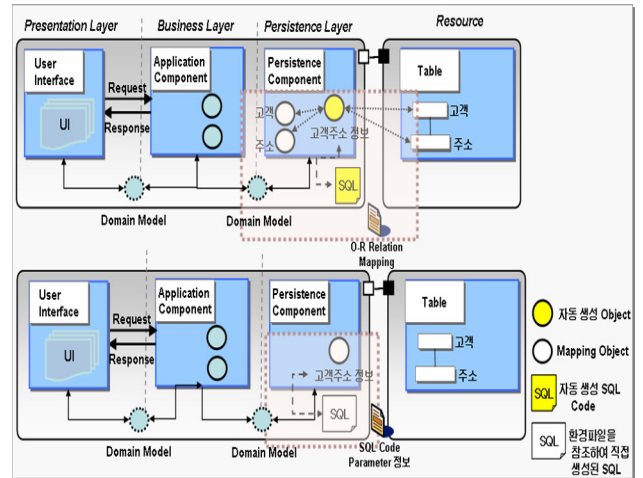 Presentation Layer
Business Layer
Persistence Layer
Resource
User
Interface
UI
Request
Response
Application
Component
Persistence
Component
고객
주소
고객주소 정보
SQL
Table
고객
주소
Domain Model
Domain Model
O-R Relation
Mapping
User
Interface
UI
Request
Response
Application
Component
Persistence
Component
고객주소 정보
SQL
Table
고객
주소
Domain Model
Domain Model
SQL Code
Parameter 정보
자동 생성 Object
Mapping Object
SQL
자동 생성 SQL
Code
SQL
환경파일을
참조하여 직접
생성된 SQL